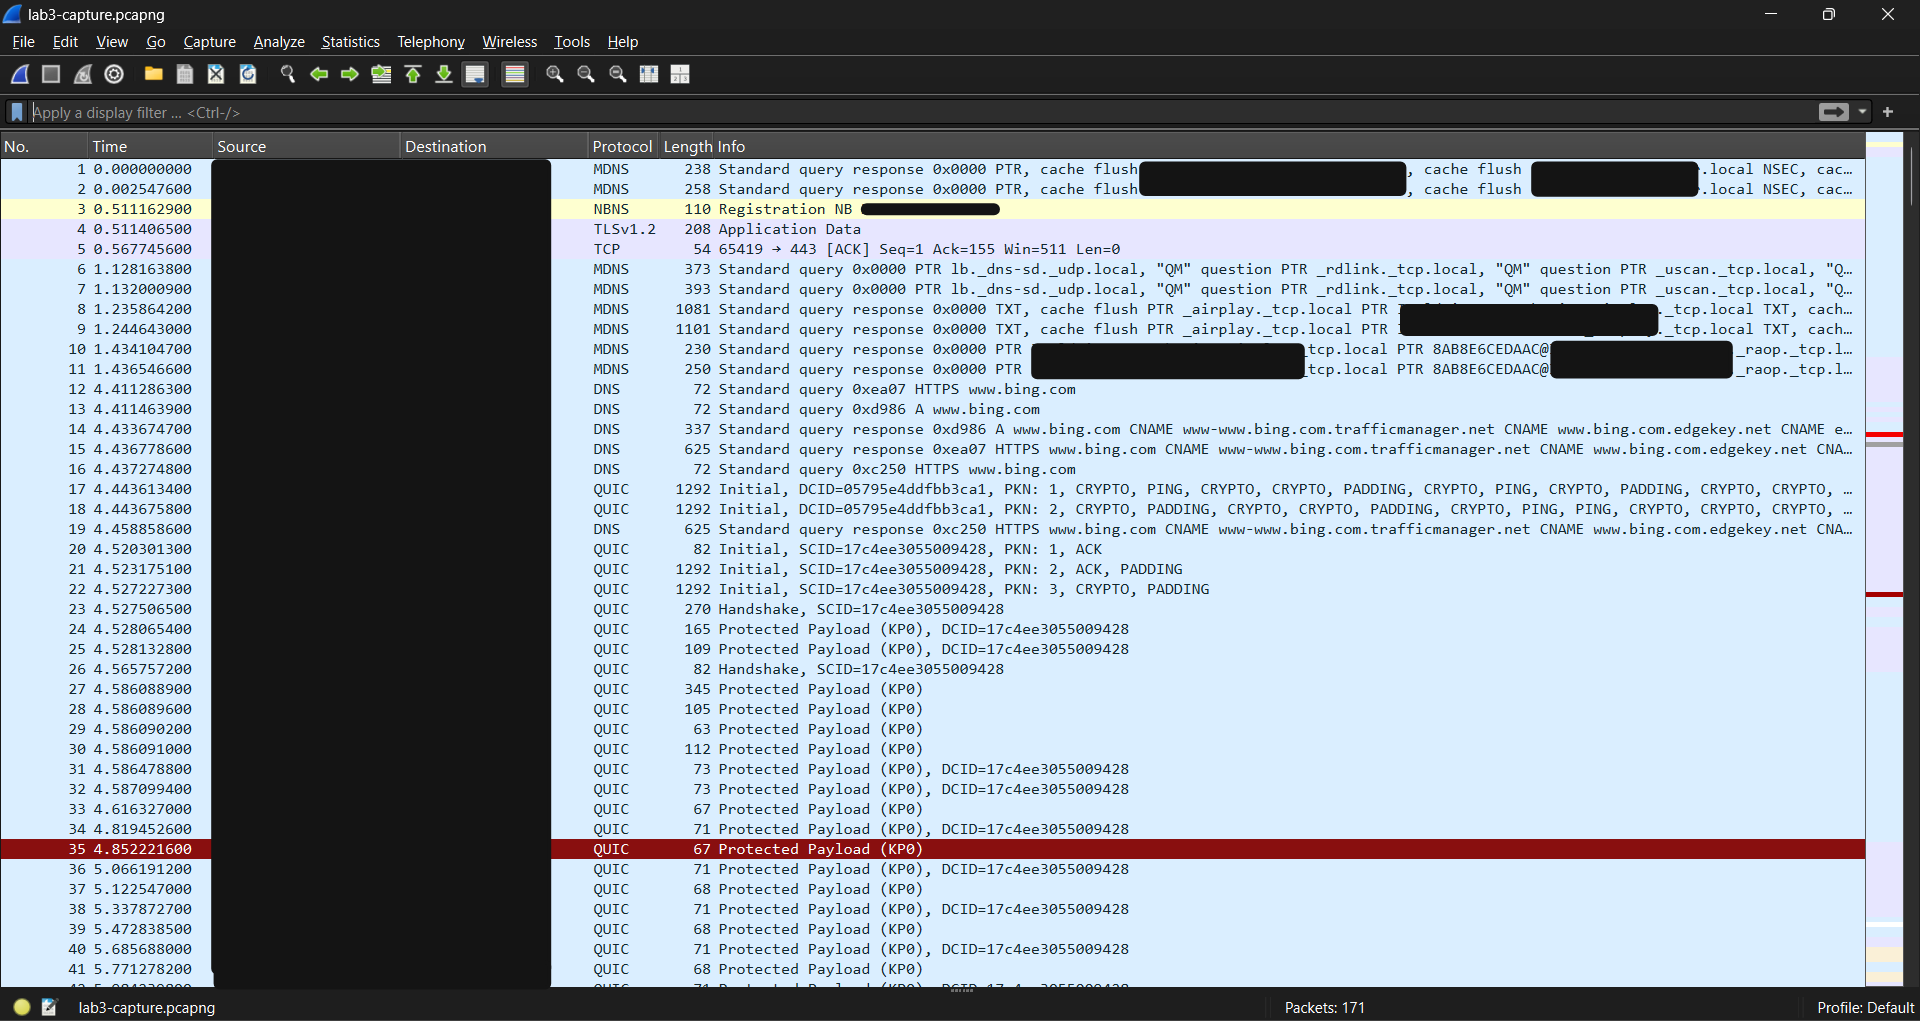 lab3-capture.pcapng
File Edit View Go Capture Analyze Statistics Telephony Wireless Tools Help
Apply a display filter ... <Ctrl-/>
No. Time Source Destination Protocol Length Info
1 0.000000000 MDNS 238 Standard query response 0x0000 PTR, cache flush , cache flush .local NSEC, cac…
2 0.002547600 MDNS 258 Standard query response 0x0000 PTR, cache flush , cache flush .local NSEC, cac…
3 0.511162900 NBNS 110 Registration NB
4 0.511406500 TLSv1.2 208 Application Data
5 0.567745600 TCP 54 65419 → 443 [ACK] Seq=1 Ack=155 Win=511 Len=0
6 1.128163800 MDNS 373 Standard query 0x0000 PTR lb._dns-sd._udp.local, "QM" question PTR _rdlink._tcp.local, "QM" question PTR _uscan._tcp.local, "Q…
7 1.132000900 MDNS 393 Standard query 0x0000 PTR lb._dns-sd._udp.local, "QM" question PTR _rdlink._tcp.local, "QM" question PTR _uscan._tcp.local, "Q…
8 1.235864200 MDNS 1081 Standard query response 0x0000 TXT, cache flush PTR _airplay._tcp.local PTR ._tcp.local TXT, cach…
9 1.244643000 MDNS 1101 Standard query response 0x0000 TXT, cache flush PTR _airplay._tcp.local PTR ._tcp.local TXT, cach…
10 1.434104700 MDNS 230 Standard query response 0x0000 PTR _tcp.local PTR 8AB8E6CEDAAC@ ._raop._tcp.l…
11 1.436546600 MDNS 250 Standard query response 0x0000 PTR _tcp.local PTR 8AB8E6CEDAAC@ ._raop._tcp.l…
12 4.411286300 DNS 72 Standard query 0xea07 HTTPS www.bing.com
13 4.411463900 DNS 72 Standard query 0xd986 A www.bing.com
14 4.433674700 DNS 337 Standard query response 0xd986 A www.bing.com CNAME www-www.bing.com.trafficmanager.net CNAME www.bing.com.edgekey.net CNAME e…
15 4.436778600 DNS 625 Standard query response 0xea07 HTTPS www.bing.com CNAME www-www.bing.com.trafficmanager.net CNAME www.bing.com.edgekey.net CNA…
16 4.437274800 DNS 72 Standard query 0xc250 HTTPS www.bing.com
17 4.443613400 QUIC 1292 Initial, DCID=05795e4ddfbb3ca1, PKN: 1, CRYPTO, PING, CRYPTO, CRYPTO, PADDING, CRYPTO, PING, CRYPTO, PADDING, CRYPTO, CRYPTO, …
18 4.443675800 QUIC 1292 Initial, DCID=05795e4ddfbb3ca1, PKN: 2, CRYPTO, PADDING, CRYPTO, CRYPTO, PADDING, CRYPTO, PING, PING, CRYPTO, CRYPTO, CRYPTO, …
19 4.458858600 DNS 625 Standard query response 0xc250 HTTPS www.bing.com CNAME www-www.bing.com.trafficmanager.net CNAME www.bing.com.edgekey.net CNA…
20 4.520301300 QUIC 82 Initial, SCID=17c4ee3055009428, PKN: 1, ACK
21 4.523175100 QUIC 1292 Initial, SCID=17c4ee3055009428, PKN: 2, ACK, PADDING
22 4.527227300 QUIC 1292 Initial, SCID=17c4ee3055009428, PKN: 3, CRYPTO, PADDING
23 4.527506500 QUIC 270 Handshake, SCID=17c4ee3055009428
24 4.528065400 QUIC 165 Protected Payload (KP0), DCID=17c4ee3055009428
25 4.528132800 QUIC 109 Protected Payload (KP0), DCID=17c4ee3055009428
26 4.565757200 QUIC 82 Handshake, SCID=17c4ee3055009428
27 4.586088900 QUIC 345 Protected Payload (KP0)
28 4.586089600 QUIC 105 Protected Payload (KP0)
29 4.586090200 QUIC 63 Protected Payload (KP0)
30 4.586091000 QUIC 112 Protected Payload (KP0)
31 4.586478800 QUIC 73 Protected Payload (KP0), DCID=17c4ee3055009428
32 4.587099400 QUIC 73 Protected Payload (KP0), DCID=17c4ee3055009428
33 4.616327000 QUIC 67 Protected Payload (KP0)
34 4.819452600 QUIC 71 Protected Payload (KP0), DCID=17c4ee3055009428
35 4.852221600 QUIC 67 Protected Payload (KP0)
36 5.066191200 QUIC 71 Protected Payload (KP0), DCID=17c4ee3055009428
37 5.122547000 QUIC 68 Protected Payload (KP0)
38 5.337872700 QUIC 71 Protected Payload (KP0), DCID=17c4ee3055009428
39 5.472838500 QUIC 68 Protected Payload (KP0)
40 5.685688000 QUIC 71 Protected Payload (KP0), DCID=17c4ee3055009428
41 5.771278200 QUIC 68 Protected Payload (KP0)
lab3-capture.pcapng Packets: 171 Profile: Default